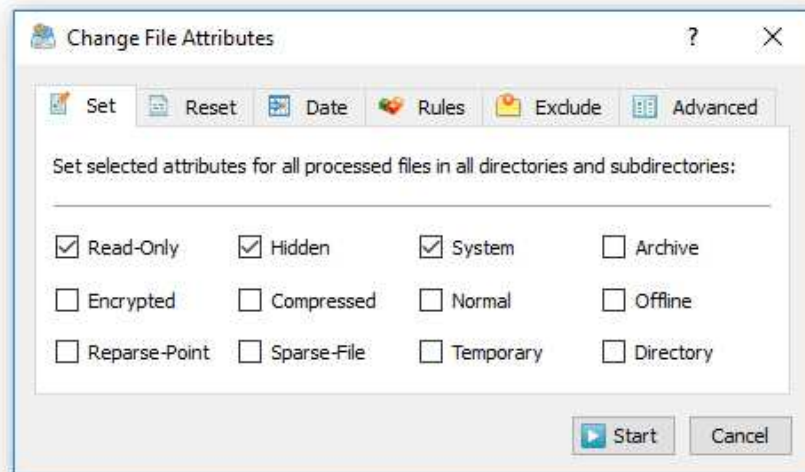 Change File Attributes ?
Set Reset Date Rules Exclude Advanced
Set selected attributes for all processed files in all directories and subdirectories:
Read-Only Hidden System Archive
Encrypted Compressed Normal Offline
Reparse-Point Sparse-File Temporary Directory
Start Cancel